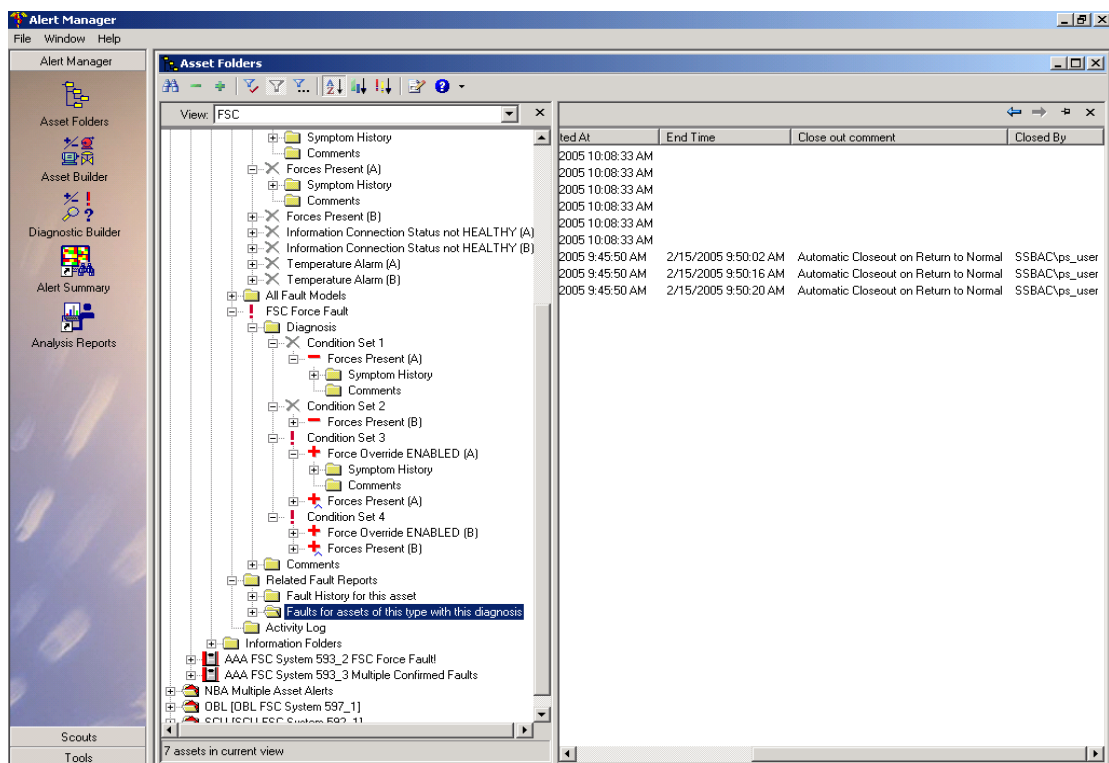 Alert Manager
File Window Help
Alert Manager
Asset Folders
Asset Builder
Diagnostic Builder
Alert Summary
Analysis Reports
Scouts
Tools
Asset Folders
View: FSC
Symptom History
Comments
Forces Present (A)
Symptom History
Comments
Forces Present (B)
Information Connection Status not HEALTHY (A)
Information Connection Status not HEALTHY (B)
Temperature Alarm (A)
Temperature Alarm (B)
All Fault Models
FSC Force Fault
Diagnosis
Condition Set 1
Forces Present (A)
Symptom History
Comments
Condition Set 2
Forces Present (B)
Condition Set 3
Force Override ENABLED (A)
Symptom History
Comments
Forces Present (A)
Condition Set 4
Force Override ENABLED (B)
Forces Present (B)
Comments
Related Fault Reports
Fault History for this asset
Faults for assets of this type with this diagnosis
Activity Log
Information Folders
AAA FSC System 593_2 FSC Force Fault!
AAA FSC System 593_3 Multiple Confirmed Faults
NBA Multiple Asset Alerts
OBL [OBL FSC System 597_1]
7 assets in current view
ted At End Time Close out comment Closed By
2005 10:08:33 AM
2005 10:08:33 AM
2005 10:08:33 AM
2005 10:08:33 AM
2005 10:08:33 AM
2005 10:08:33 AM
2005 9:45:50 AM 2/15/2005 9:50:02 AM Automatic Closeout on Return to Normal SSBAC\ps_user
2005 9:45:50 AM 2/15/2005 9:50:16 AM Automatic Closeout on Return to Normal SSBAC\ps_user
2005 9:45:50 AM 2/15/2005 9:50:20 AM Automatic Closeout on Return to Normal SSBAC\ps_user